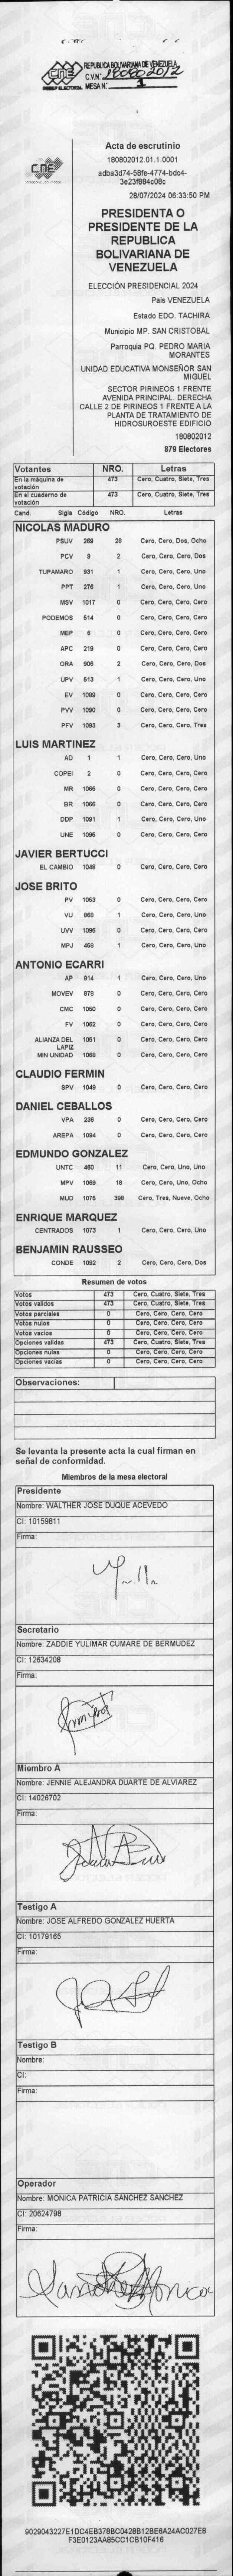 CNE
PODER ELECTORAL
REPUBLICA BOLIVARIANA DE VENEZUELA
C.V.N° 180802012
MESA N° 1
CNE
Acta de escrutinio
180802012.01.1.0001
adba3d74-58fe-4774-bdc4-
3e23f884c08c
28/07/2024 06:33:50 PM
PRESIDENTA O
PRESIDENTE DE LA
REPUBLICA
BOLIVARIANA DE
VENEZUELA
ELECCIÓN PRESIDENCIAL 2024
Pais VENEZUELA
Estado EDO. TACHIRA
Municipio MP. SAN CRISTOBAL
Parroquia PQ. PEDRO MARIA
MORANTES
UNIDAD EDUCATIVA MONSEÑOR SAN
MIGUEL
SECTOR PIRINEOS 1 FRENTE
AVENIDA PRINCIPAL. DERECHA
CALLE 2 DE PIRINEOS 1 FRENTE A LA
PLANTA DE TRATAMIENTO DE
HIDROSUROESTE EDIFICIO
180802012
879 Electores
Votantes NRO. Letras
En la máquina de votación 473 Cero, Cuatro, Siete, Tres
En el cuaderno de votación 473 Cero, Cuatro, Siete, Tres
Cand. Sigla Código NRO. Letras
NICOLAS MADURO
PSUV 269 28 Cero, Cero, Dos, Ocho
PCV 9 2 Cero, Cero, Cero, Dos
TUPAMARO 931 1 Cero, Cero, Cero, Uno
PPT 276 1 Cero, Cero, Cero, Uno
MSV 1017 0 Cero, Cero, Cero, Cero
PODEMOS 514 0 Cero, Cero, Cero, Cero
MEP 6 0 Cero, Cero, Cero, Cero
APC 219 0 Cero, Cero, Cero, Cero
ORA 906 2 Cero, Cero, Cero, Dos
UPV 513 1 Cero, Cero, Cero, Uno
EV 1089 0 Cero, Cero, Cero, Cero
PVV 1090 0 Cero, Cero, Cero, Cero
PFV 1093 3 Cero, Cero, Cero, Tres
LUIS MARTINEZ
AD 1 1 Cero, Cero, Cero, Uno
COPEI 2 0 Cero, Cero, Cero, Cero
MR 1066 0 Cero, Cero, Cero, Cero
BR 0 Cero, Cero, Cero, Cero
DDP 1091 1 Cero, Cero, Cero, Uno
UNE 0 Cero, Cero, Cero, Cero
JAVIER BERTUCCI
EL CAMBIO 1048 0 Cero, Cero, Cero, Cero
JOSE BRITO
PV 1063 0 Cero, Cero, Cero, Cero
VU 1 Cero, Cero, Cero, Uno
UVV 0 Cero, Cero, Cero, Cero
MPJ 1 Cero, Cero, Cero, Uno
ANTONIO ECARRI
AP 914 1 Cero, Cero, Cero, Uno
MOVEV 878 0 Cero, Cero, Cero, Cero
CMC 1050 0 Cero, Cero, Cero, Cero
FV 1062 0 Cero, Cero, Cero, Cero
ALIANZA DEL LAPIZ 1051 0 Cero, Cero, Cero, Cero
MIN UNIDAD 0 Cero, Cero, Cero, Cero
CLAUDIO FERMIN
SPV 1049 0 Cero, Cero, Cero, Cero
DANIEL CEBALLOS
VPA 236 0 Cero, Cero, Cero, Cero
AREPA 1094 0 Cero, Cero, Cero, Cero
EDMUNDO GONZALEZ
UNTC 460 11 Cero, Cero, Uno, Uno
MPV 18 Cero, Cero, Uno, Ocho
MUD 1075 398 Cero, Tres, Nueve, Ocho
ENRIQUE MARQUEZ
CENTRADOS 1073 1 Cero, Cero, Cero, Uno
BENJAMIN RAUSSEO
CONDE 1092 2 Cero, Cero, Cero, Dos
Resumen de votos
Votos 473 Cero, Cuatro, Siete, Tres
Votos validos 473 Cero, Cuatro, Siete, Tres
Votos parciales 0 Cero, Cero, Cero, Cero
Votos nulos 0 Cero, Cero, Cero, Cero
Votos vacios 0 Cero, Cero, Cero, Cero
Opciones validas 473 Cero, Cuatro, Siete, Tres
Opciones nulas 0 Cero, Cero, Cero, Cero
Opciones vacias 0 Cero, Cero, Cero, Cero
Observaciones:
Se levanta la presente acta la cual firman en
señal de conformidad.
Miembros de la mesa electoral
Presidente
Nombre: WALTHER JOSE DUQUE ACEVEDO
CI: 10159811
Firma:
Secretario
Nombre: ZADDIE YULIMAR CUMARE DE BERMUDEZ
CI: 12634208
Firma:
Miembro A
Nombre: JENNIE ALEJANDRA DUARTE DE ALVIAREZ
CI: 14026702
Firma:
Testigo A
Nombre: JOSE ALFREDO GONZALEZ HUERTA
CI: 10179165
Firma:
Testigo B
Nombre:
CI:
Firma:
Operador
Nombre: MONICA PATRICIA SANCHEZ SANCHEZ
CI: 20624798
Firma:
9029043227E1DC4EB378BC0428B12BE6A24AC027E8
F3E0123AA85CC1CB10F416